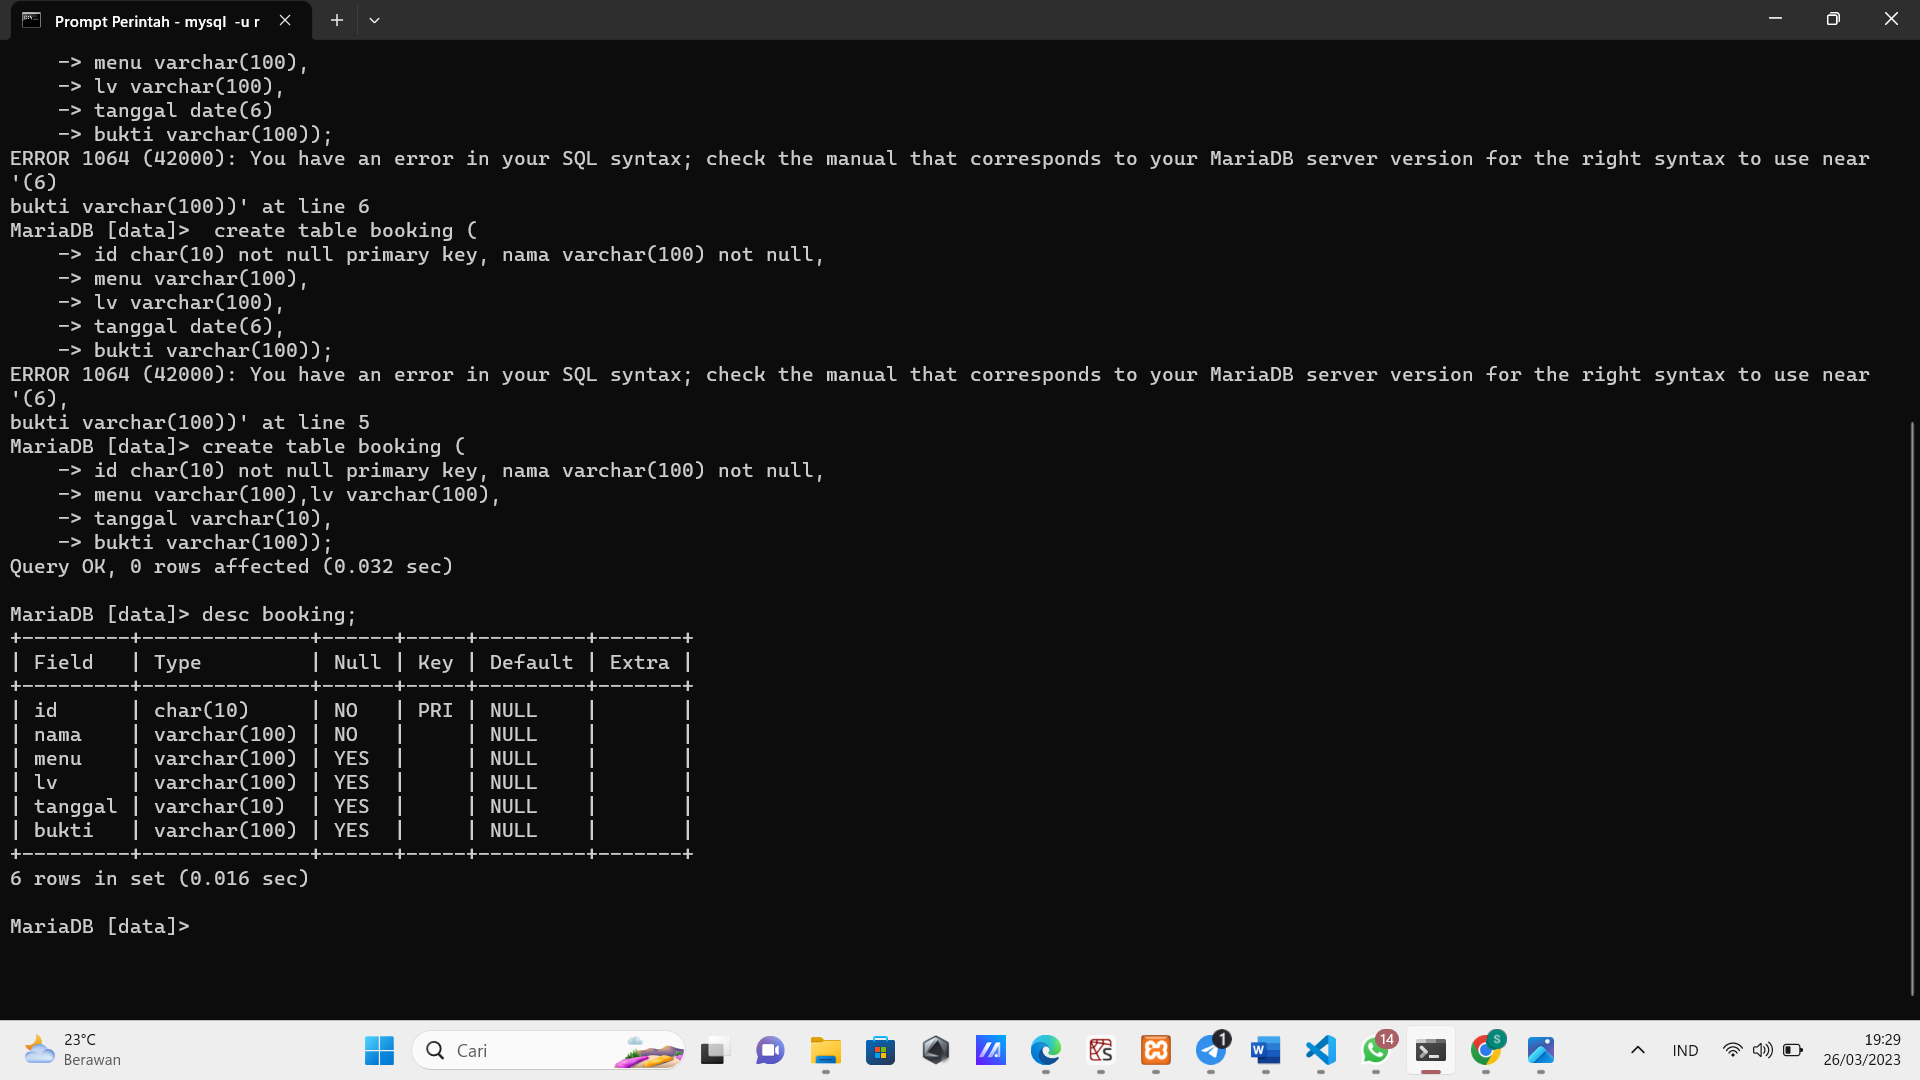 Prompt Perintah - mysql  -u r
    -> menu varchar(100),
    -> lv varchar(100),
    -> tanggal date(6)
    -> bukti varchar(100));
ERROR 1064 (42000): You have an error in your SQL syntax; check the manual that corresponds to your MariaDB server version for the right syntax to use near
'(6)
bukti varchar(100))' at line 6
MariaDB [data]>  create table booking (
    -> id char(10) not null primary key, nama varchar(100) not null,
    -> menu varchar(100),
    -> lv varchar(100),
    -> tanggal date(6),
    -> bukti varchar(100));
ERROR 1064 (42000): You have an error in your SQL syntax; check the manual that corresponds to your MariaDB server version for the right syntax to use near
'(6),
bukti varchar(100))' at line 5
MariaDB [data]> create table booking (
    -> id char(10) not null primary key, nama varchar(100) not null,
    -> menu varchar(100),lv varchar(100),
    -> tanggal varchar(10),
    -> bukti varchar(100));
Query OK, 0 rows affected (0.032 sec)

MariaDB [data]> desc booking;
+---------+--------------+------+-----+---------+-------+
| Field   | Type         | Null | Key | Default | Extra |
+---------+--------------+------+-----+---------+-------+
| id      | char(10)     | NO   | PRI | NULL    |       |
| nama    | varchar(100) | NO   |     | NULL    |       |
| menu    | varchar(100) | YES  |     | NULL    |       |
| lv      | varchar(100) | YES  |     | NULL    |       |
| tanggal | varchar(10)  | YES  |     | NULL    |       |
| bukti   | varchar(100) | YES  |     | NULL    |       |
+---------+--------------+------+-----+---------+-------+
6 rows in set (0.016 sec)

MariaDB [data]>
23°C
Berawan
Cari
1
14
S
IND
19:29
26/03/2023